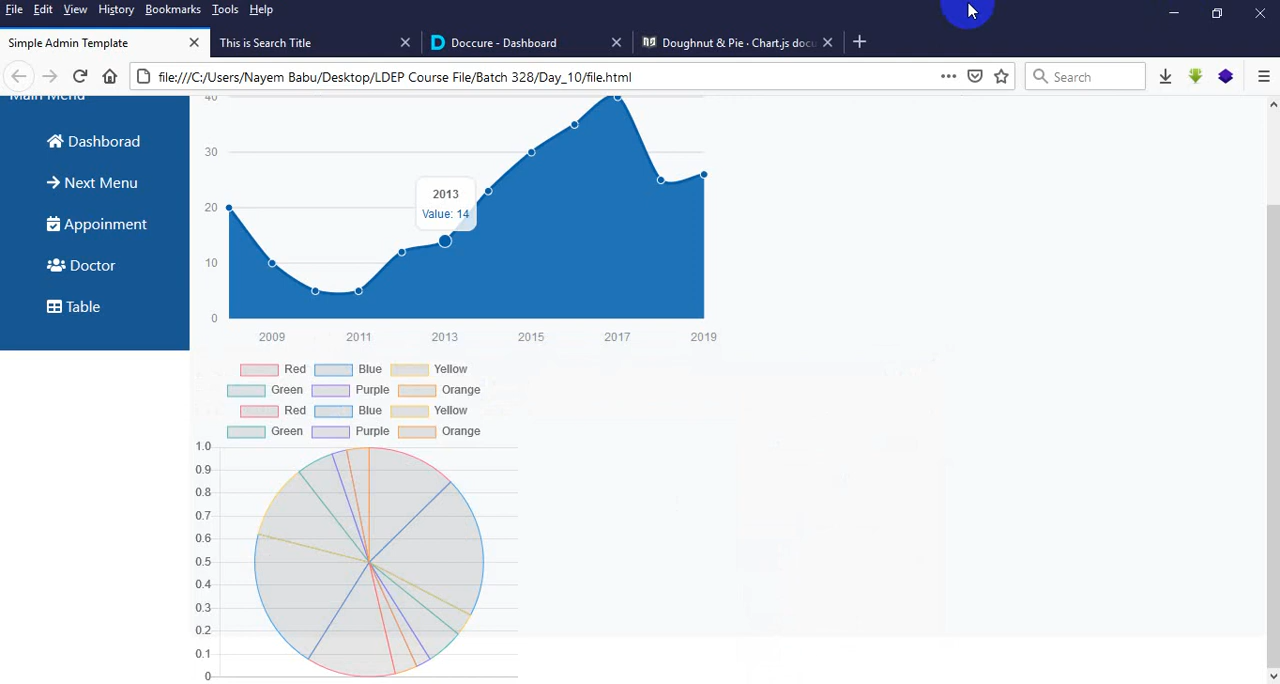 File Edit View History Bookmarks Tools Help
Simple Admin Template
This is Search Title
Doccure - Dashboard
Doughnut & Pie · Chart.js docu
file:///C:/Users/Nayem Babu/Desktop/LDEP Course File/Batch 328/Day_10/file.html
Search
Main Menu
Dashborad
Next Menu
Appoinment
Doctor
Table
40
30
20
10
0
2013
Value: 14
2009 2011 2013 2015 2017 2019
Red Blue Yellow
Green Purple Orange
Red Blue Yellow
Green Purple Orange
1.0
0.9
0.8
0.7
0.6
0.5
0.4
0.3
0.2
0.1
0